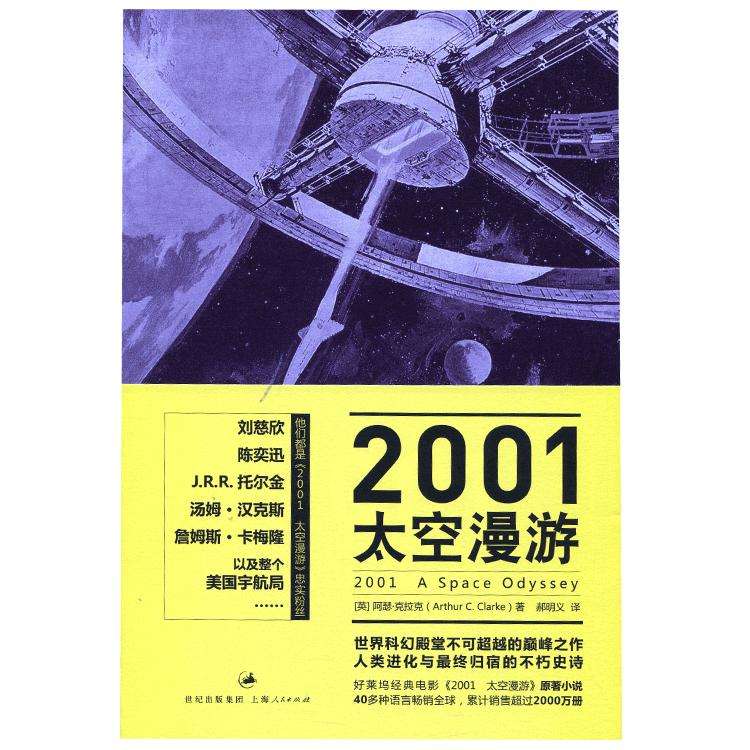 2001
太空漫游
2001 A Space Odyssey
[英] 阿瑟·克拉克（Arthur C. Clarke）著 郝明义 译
世界科幻殿堂不可超越的巅峰之作
人类进化与最终归宿的不朽史诗
好莱坞经典电影《2001 太空漫游》原著小说
40多种语言畅销全球，累计销售超过2000万册
刘慈欣
陈奕迅
J.R.R. 托尔金
汤姆·汉克斯
詹姆斯·卡梅隆
以及整个
美国宇航局
……
他们都是《2001 太空漫游》忠实粉丝
世纪出版集团 上海人民出版社